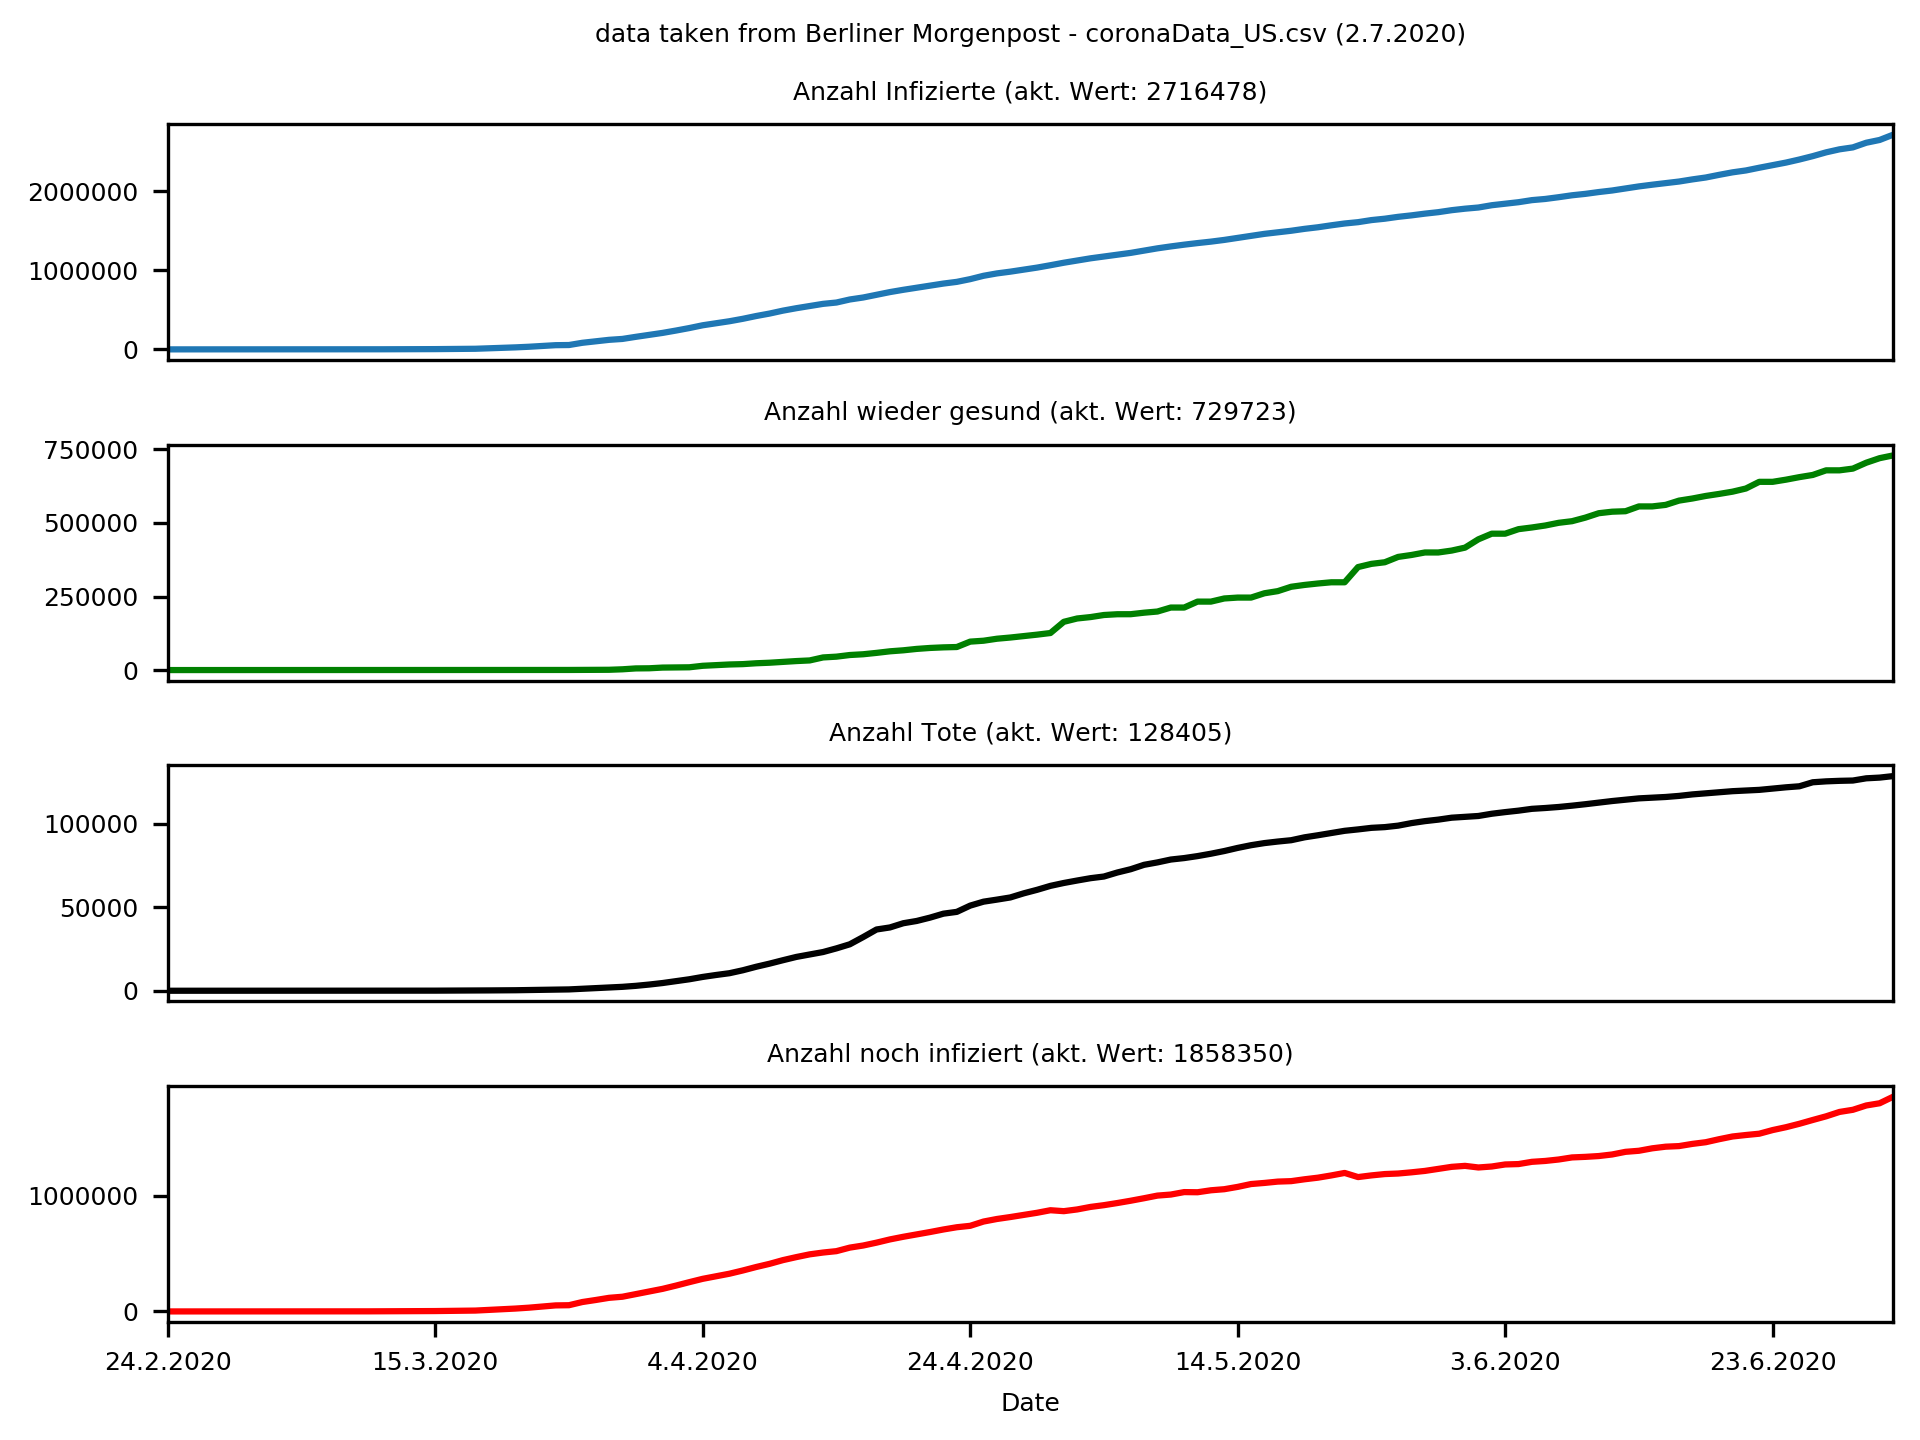 data taken from Berliner Morgenpost - coronaData_US.csv (2.7.2020)
Anzahl Infizierte (akt. Wert: 2716478)
2000000
1000000
0
Anzahl wieder gesund (akt. Wert: 729723)
750000
500000
250000
0
Anzahl Tote (akt. Wert: 128405)
100000
50000
0
Anzahl noch infiziert (akt. Wert: 1858350)
1000000
0
24.2.2020 15.3.2020 4.4.2020 24.4.2020 14.5.2020 3.6.2020 23.6.2020
Date